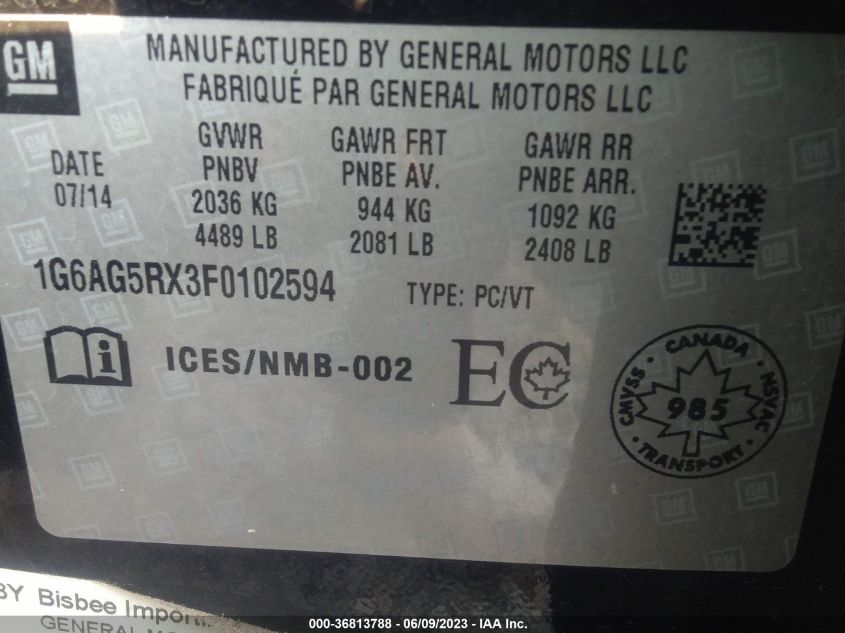 GM
MANUFACTURED BY GENERAL MOTORS LLC
FABRIQUÉ PAR GENERAL MOTORS LLC
DATE
07/14
GVWR
PNBV
2036 KG
4489 LB
GAWR FRT
PNBE AV.
944 KG
2081 LB
GAWR RR
PNBE ARR.
1092 KG
2408 LB
1G6AG5RX3F0102594
TYPE: PC/VT
i
ICES/NMB-002
EC
CANADA
CMVSS
985
NSVAC
TRANSPORT
BY Bisbee Import
GENERAL
000-36813788 - 06/09/2023 - IAA Inc.